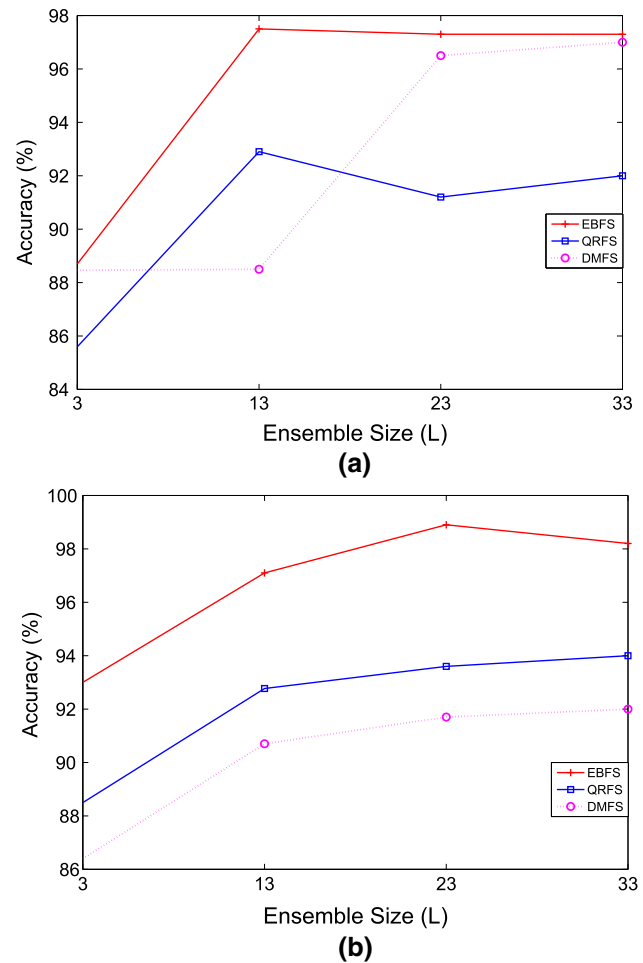 98
96
94
92
90
88
86
84
Accuracy (%)
EBFS
QRFS
DMFS
3 13 23 33
Ensemble Size (L)
(a)
100
98
96
94
92
90
88
86
Accuracy (%)
EBFS
QRFS
DMFS
3 13 23 33
Ensemble Size (L)
(b)